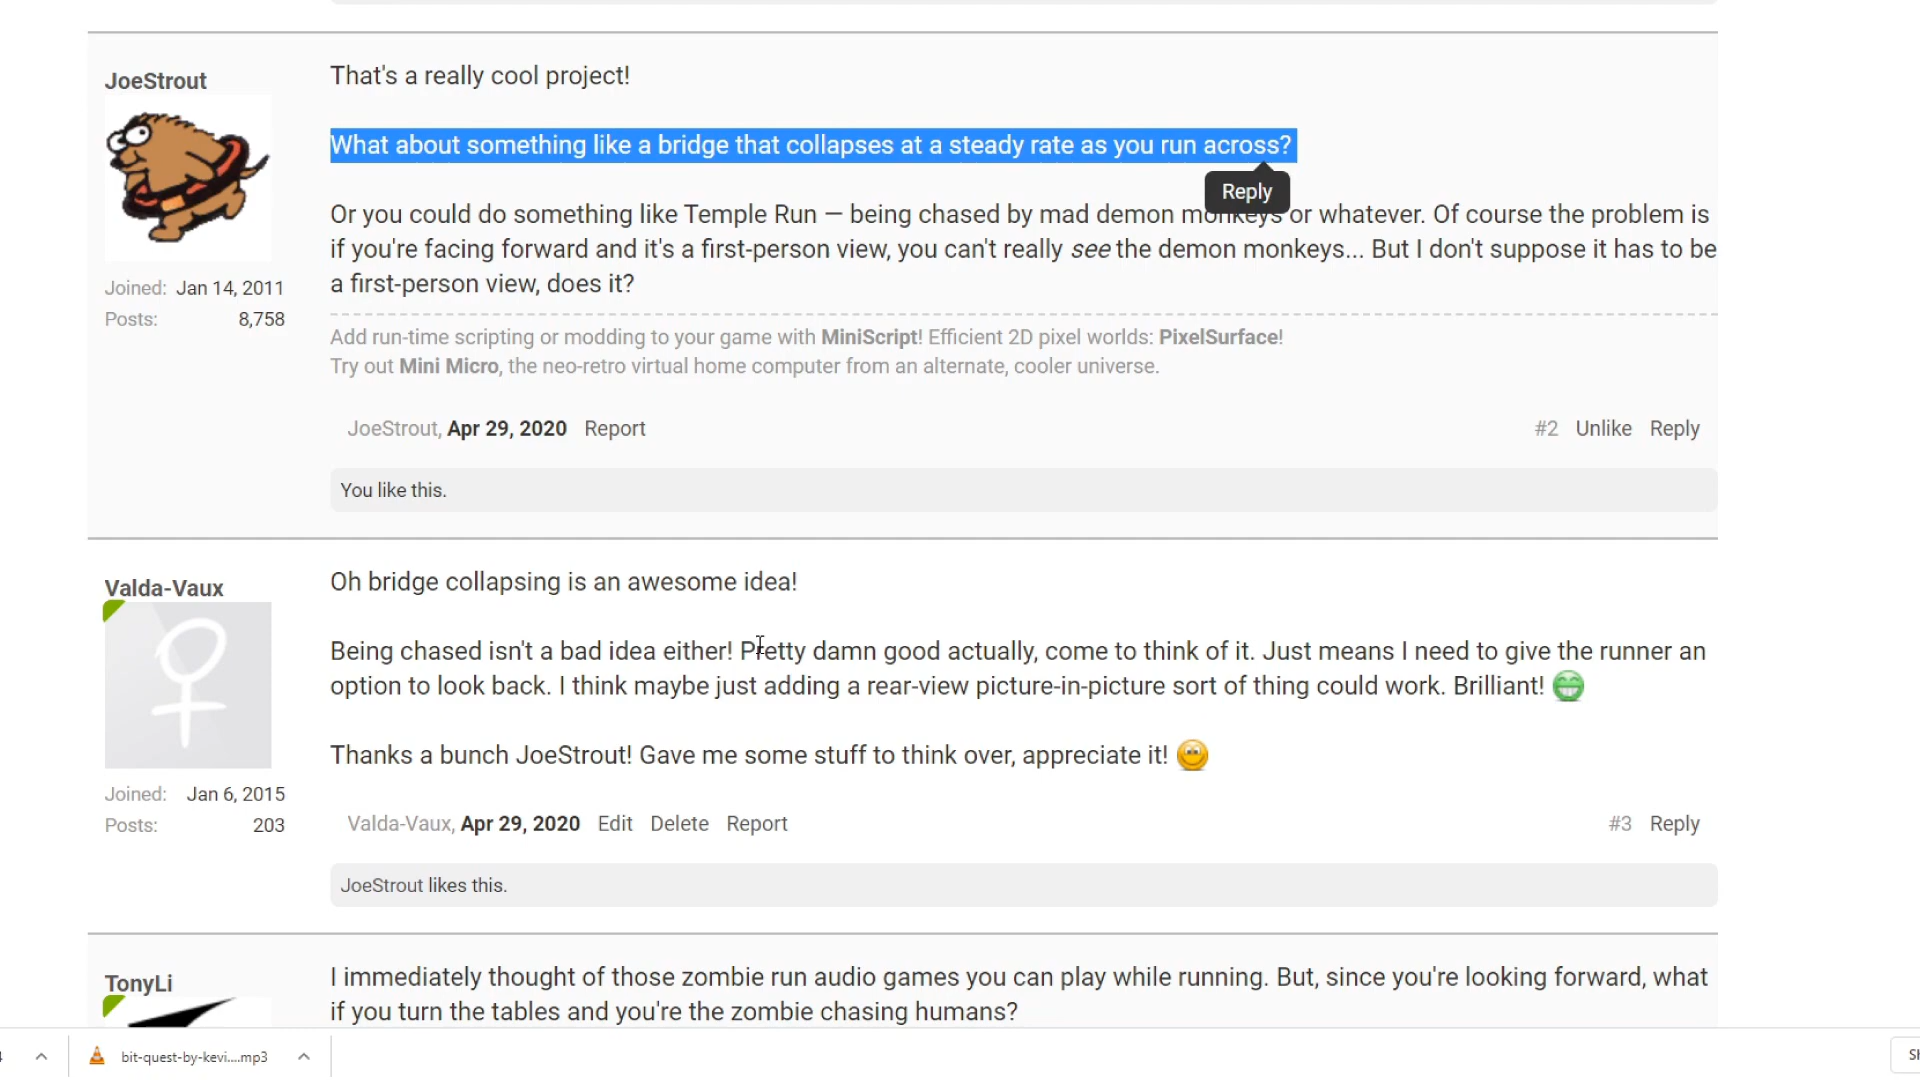 JoeStrout
That's a really cool project!
What about something like a bridge that collapses at a steady rate as you run across?
Reply
Or you could do something like Temple Run — being chased by mad demon monkeys or whatever. Of course the problem is
if you're facing forward and it's a first-person view, you can't really see the demon monkeys... But I don't suppose it has to be
a first-person view, does it?
Joined: Jan 14, 2011
Posts: 8,758
Add run-time scripting or modding to your game with MiniScript! Efficient 2D pixel worlds: PixelSurface!
Try out Mini Micro, the neo-retro virtual home computer from an alternate, cooler universe.
JoeStrout, Apr 29, 2020 Report #2 Unlike Reply
You like this.
Valda-Vaux
Oh bridge collapsing is an awesome idea!
Being chased isn't a bad idea either! Pretty damn good actually, come to think of it. Just means I need to give the runner an
option to look back. I think maybe just adding a rear-view picture-in-picture sort of thing could work. Brilliant!
Thanks a bunch JoeStrout! Gave me some stuff to think over, appreciate it!
Joined: Jan 6, 2015
Posts: 203
Valda-Vaux, Apr 29, 2020 Edit Delete Report #3 Reply
JoeStrout likes this.
TonyLi
I immediately thought of those zombie run audio games you can play while running. But, since you're looking forward, what
if you turn the tables and you're the zombie chasing humans?
bit-quest-by-kevi....mp3